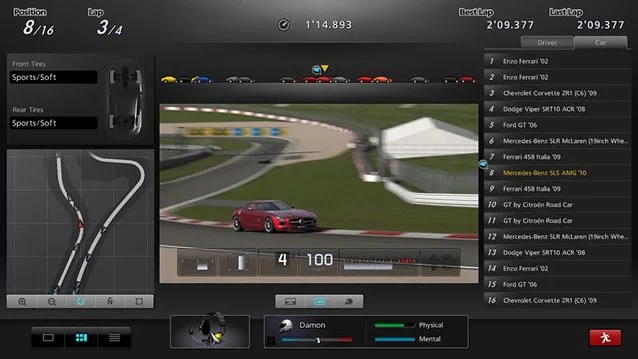 Position
8/16
Lap
3/4
1'14.893
Best Lap
2'09.377
Last Lap
2'09.377
Driver
Car
Front Tires
Sports/Soft
Rear Tires
Sports/Soft
1 Enzo Ferrari '02
2 Enzo Ferrari '02
3 Chevrolet Corvette ZR1 (C6) '09
4 Dodge Viper SRT10 ACR '08
5 Ford GT '06
6 Mercedes-Benz SLR McLaren (19inch Whe...
7 Ferrari 458 Italia '09
8 Mercedes-Benz SLS AMG '10
9 Ferrari 458 Italia '09
10 GT by Citroën Road Car
11 GT by Citroën Road Car
12 Mercedes-Benz SLR McLaren (19inch Whe...
13 Dodge Viper SRT10 ACR '08
14 Enzo Ferrari '02
15 Ford GT '06
16 Chevrolet Corvette ZR1 (C6) '09
4
100
N
Damon
Physical
Mental